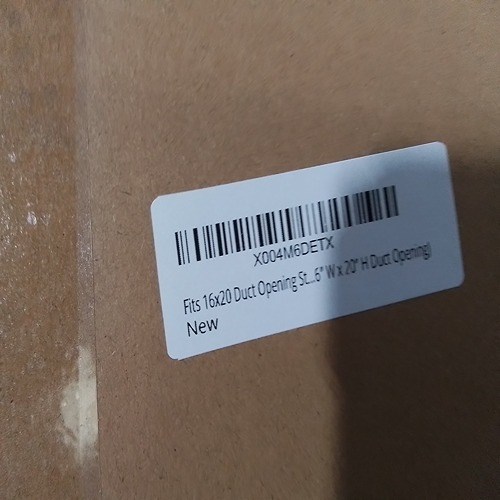 X004M6DETX
Fits 16x20 Duct Opening St...6" W x 20" H Duct Opening)
New